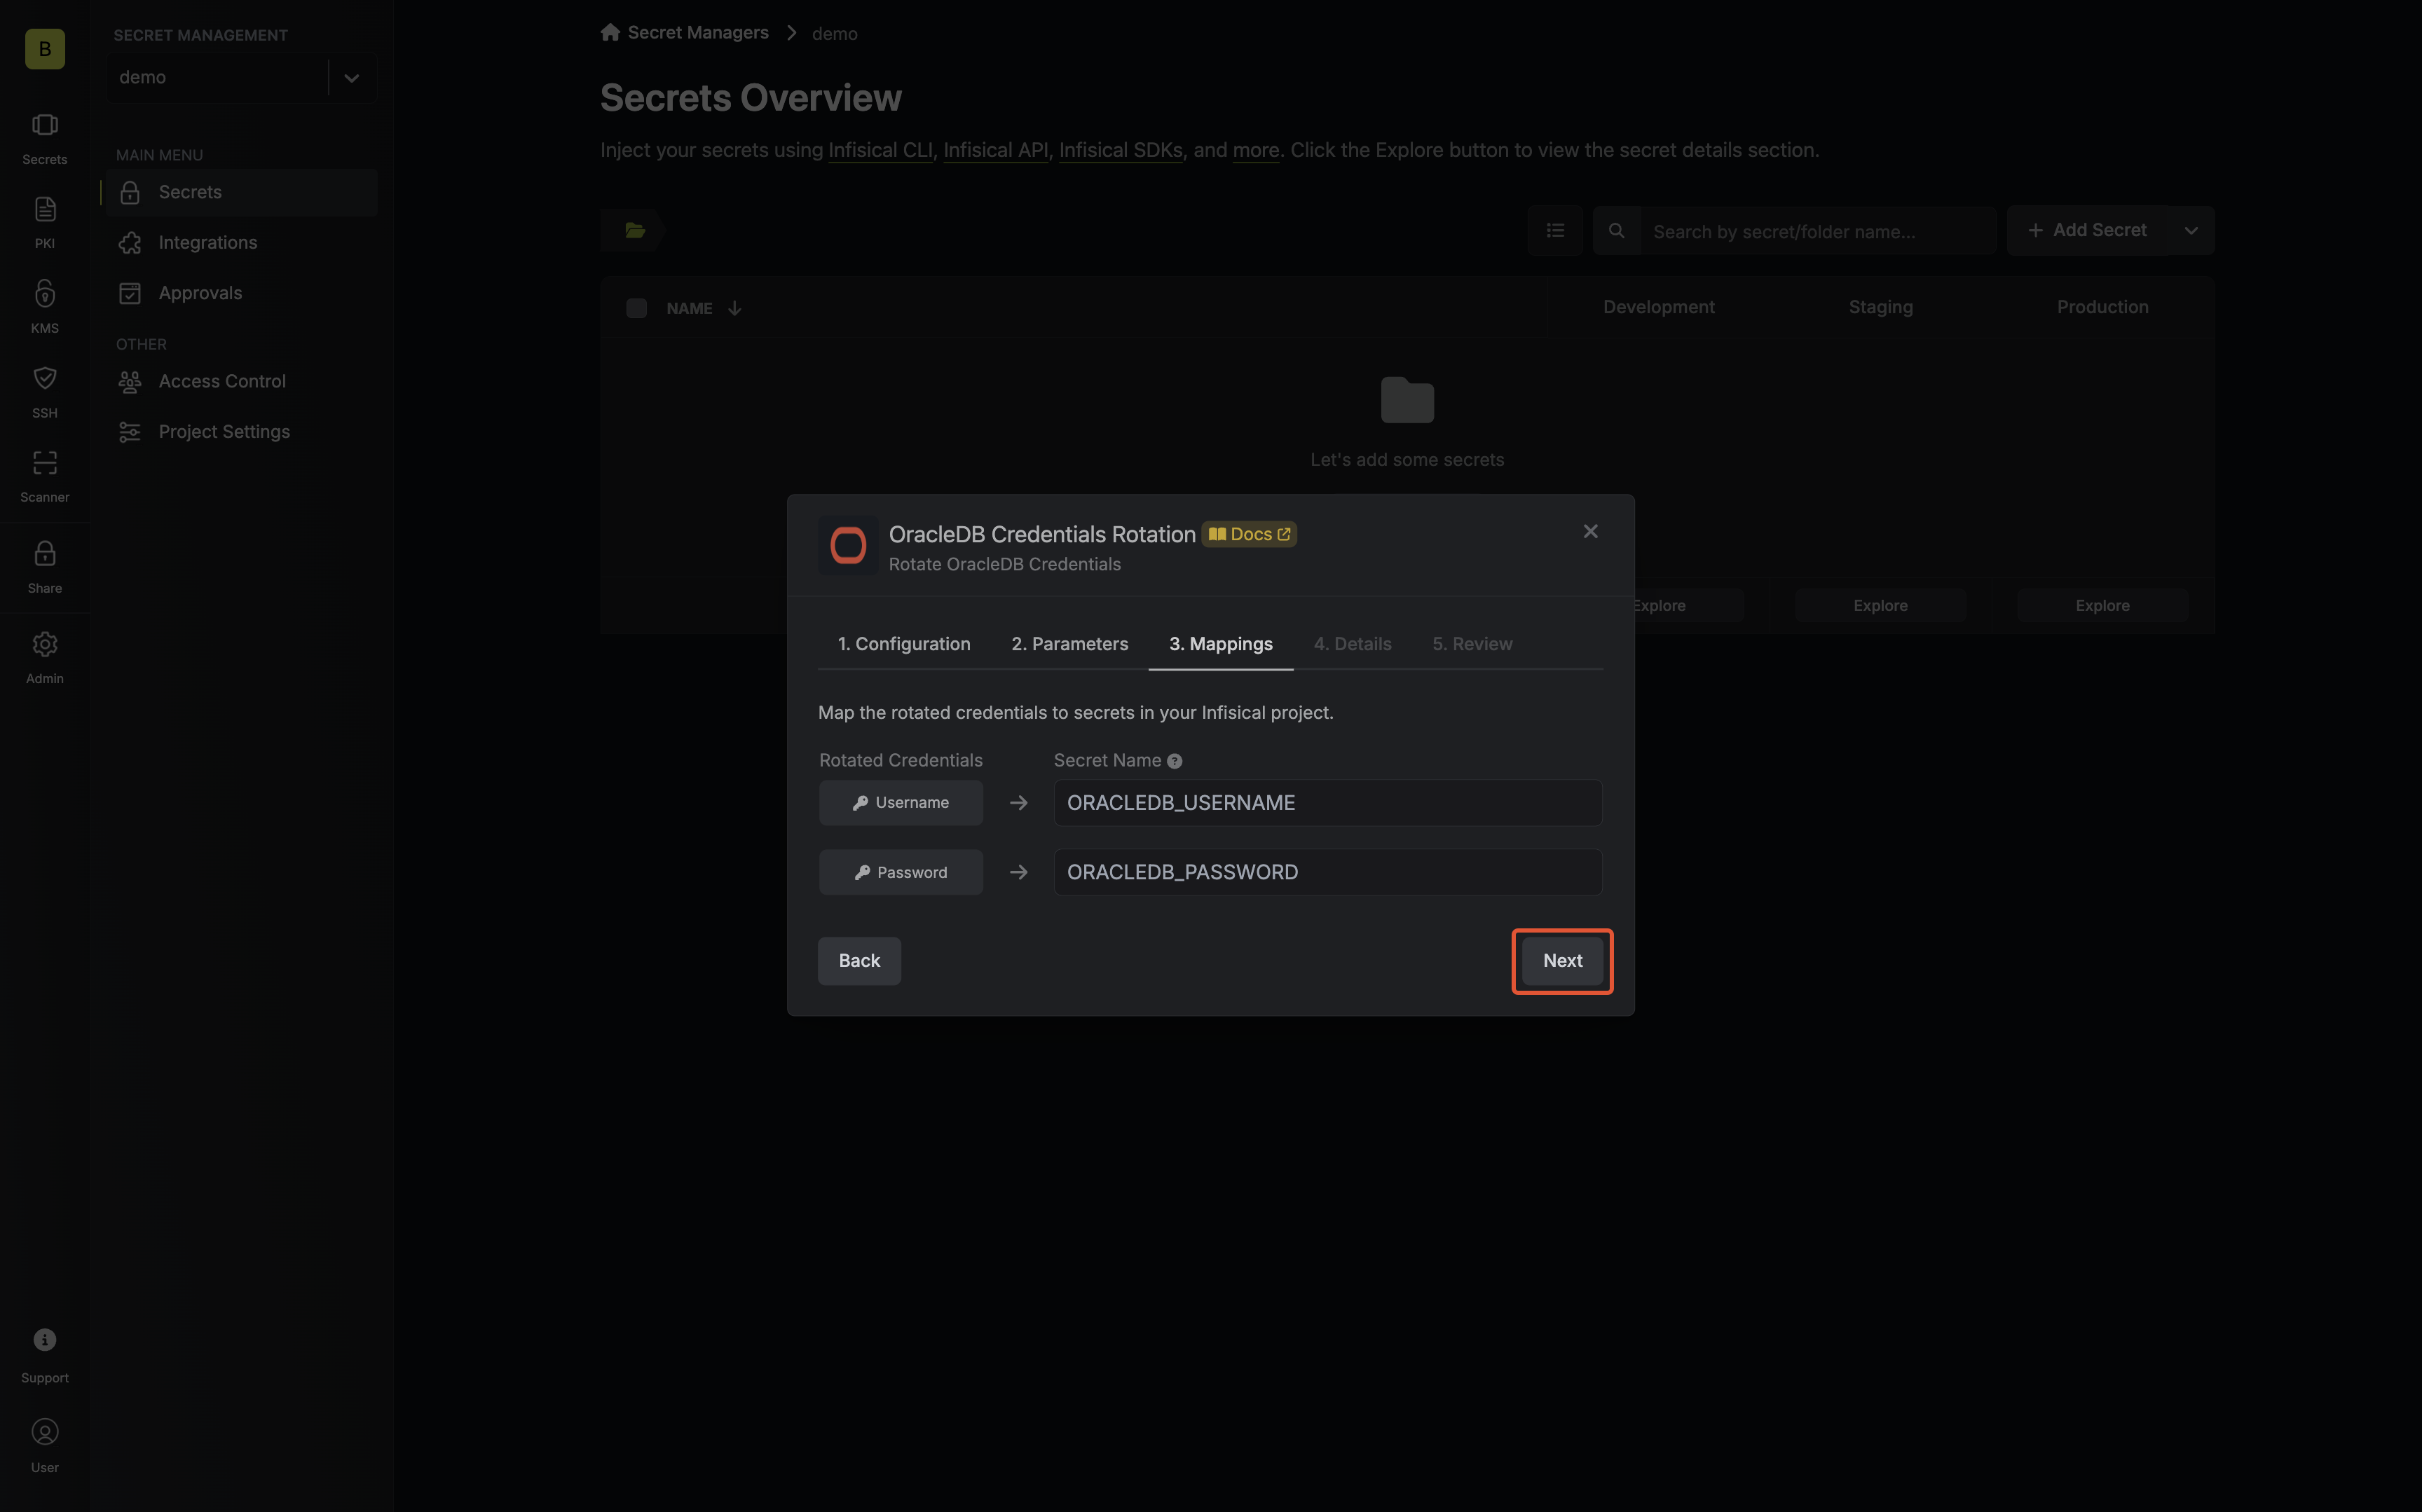 B
Secrets
PKI
KMS
SSH
Scanner
Share
Admin
Support
User
SECRET MANAGEMENT
demo
MAIN MENU
Secrets
Integrations
Approvals
OTHER
Access Control
Project Settings
Secret Managers > demo
Secrets Overview
Inject your secrets using Infisical CLI, Infisical API, Infisical SDKs, and more. Click the Explore button to view the secret details section.
Search by secret/folder name...
+ Add Secret
NAME Development Staging Production
Let's add some secrets
Explore Explore Explore
OracleDB Credentials Rotation Docs
Rotate OracleDB Credentials
1. Configuration 2. Parameters 3. Mappings 4. Details 5. Review
Map the rotated credentials to secrets in your Infisical project.
Rotated Credentials Secret Name ?
Username → ORACLEDB_USERNAME
Password → ORACLEDB_PASSWORD
Back Next